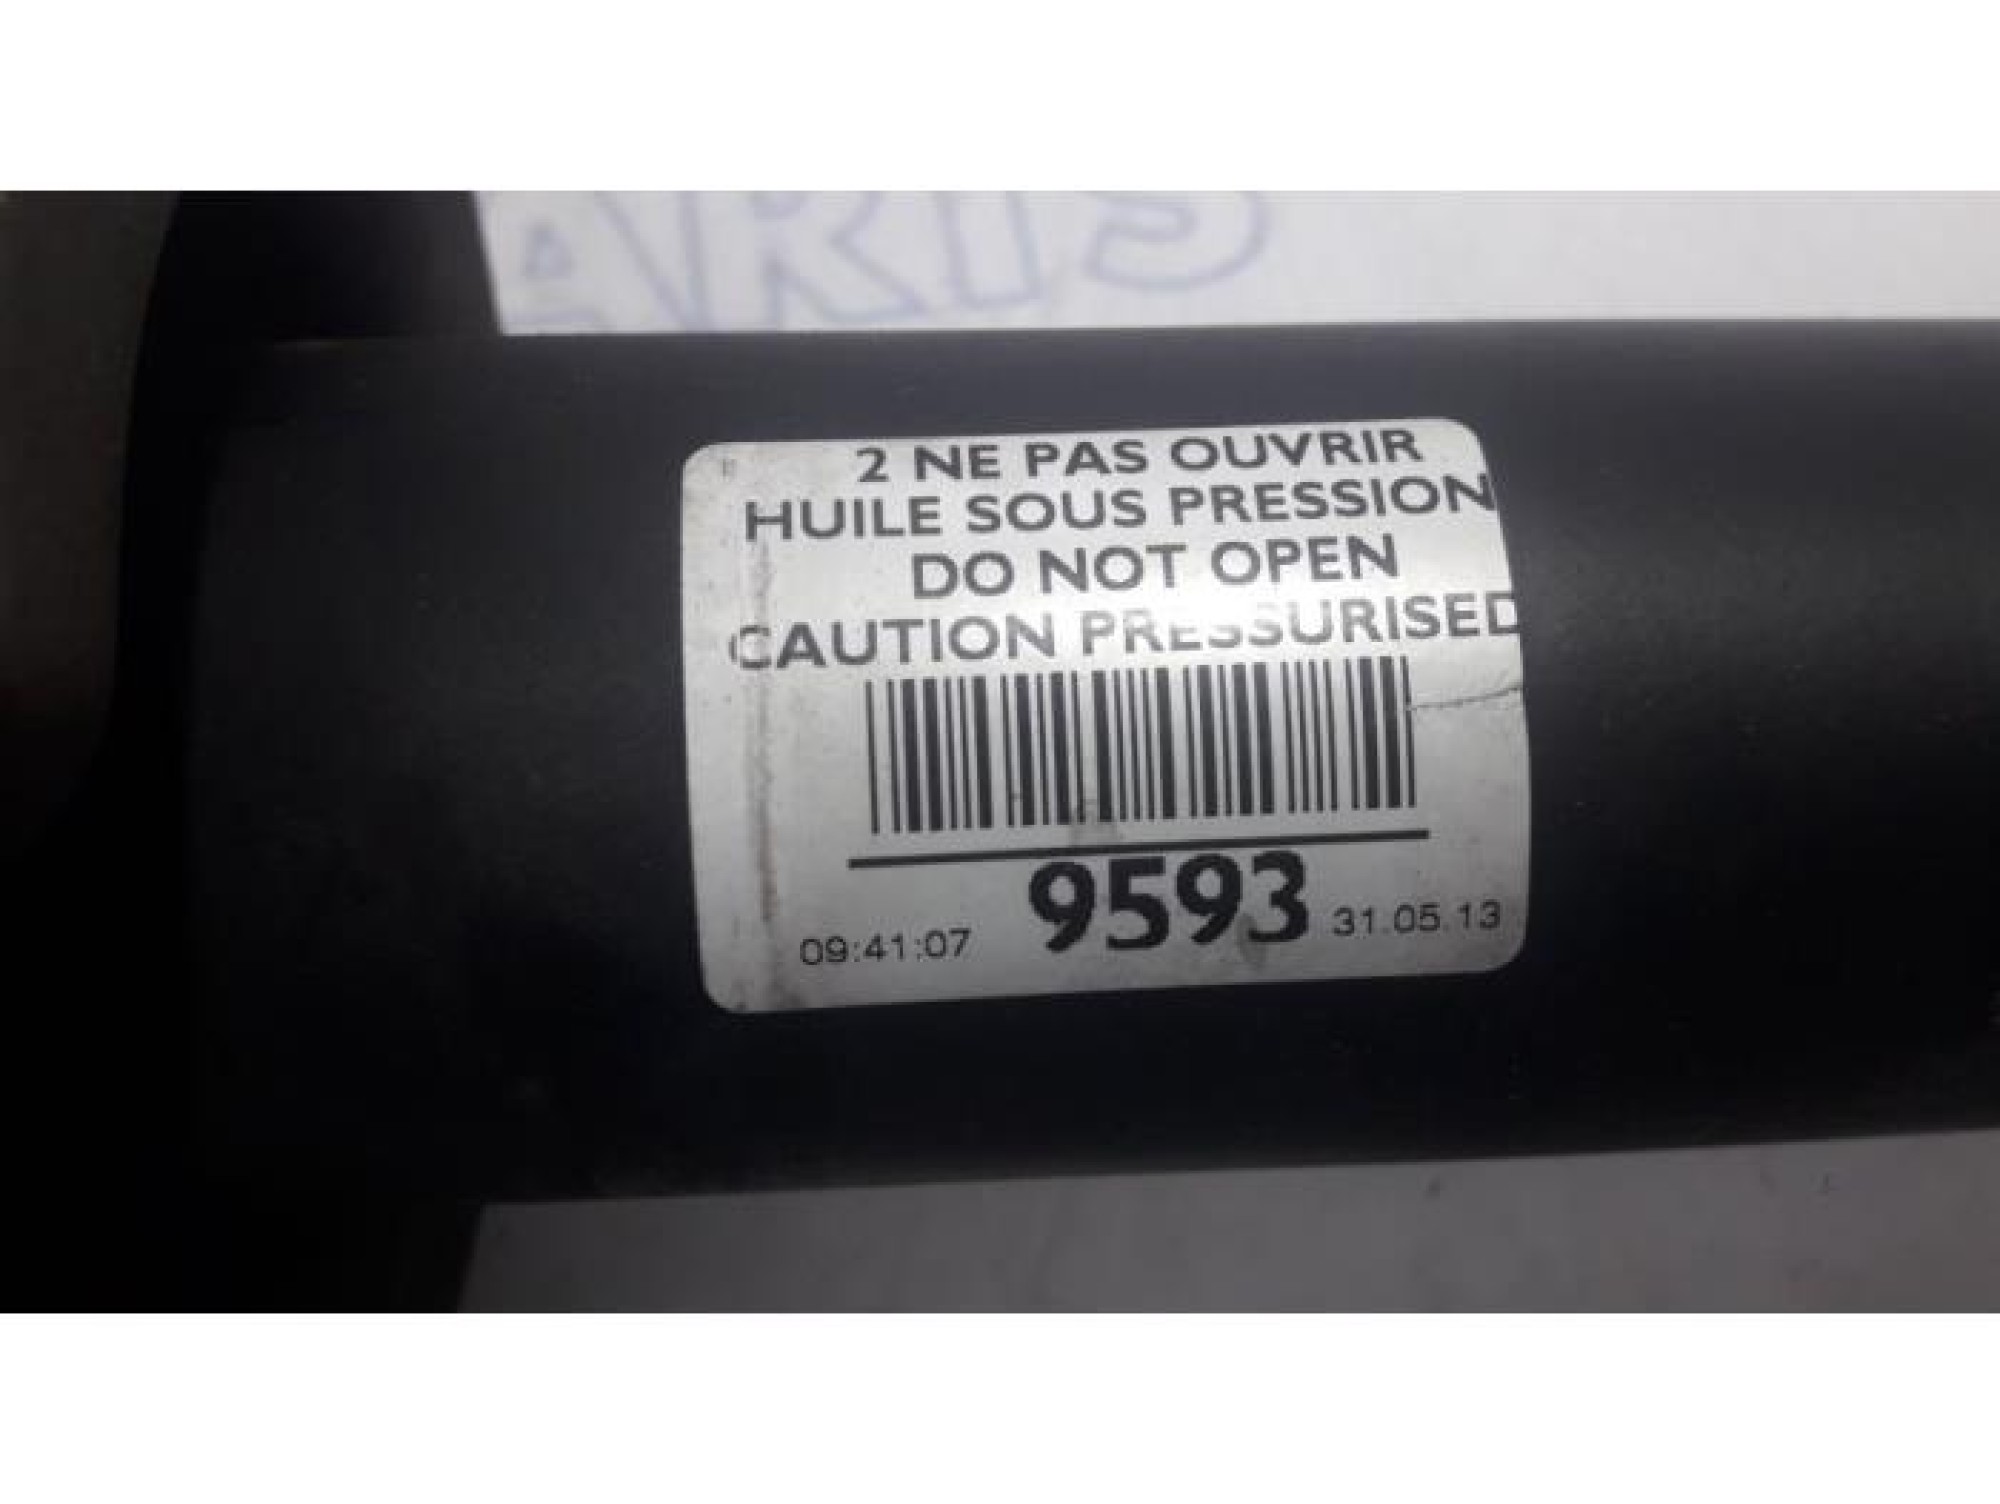 ARTS
2 NE PAS OUVRIR
HUILE SOUS PRESSION
DO NOT OPEN
CAUTION PRESSURISED
9593
09:41:07 31.05.13